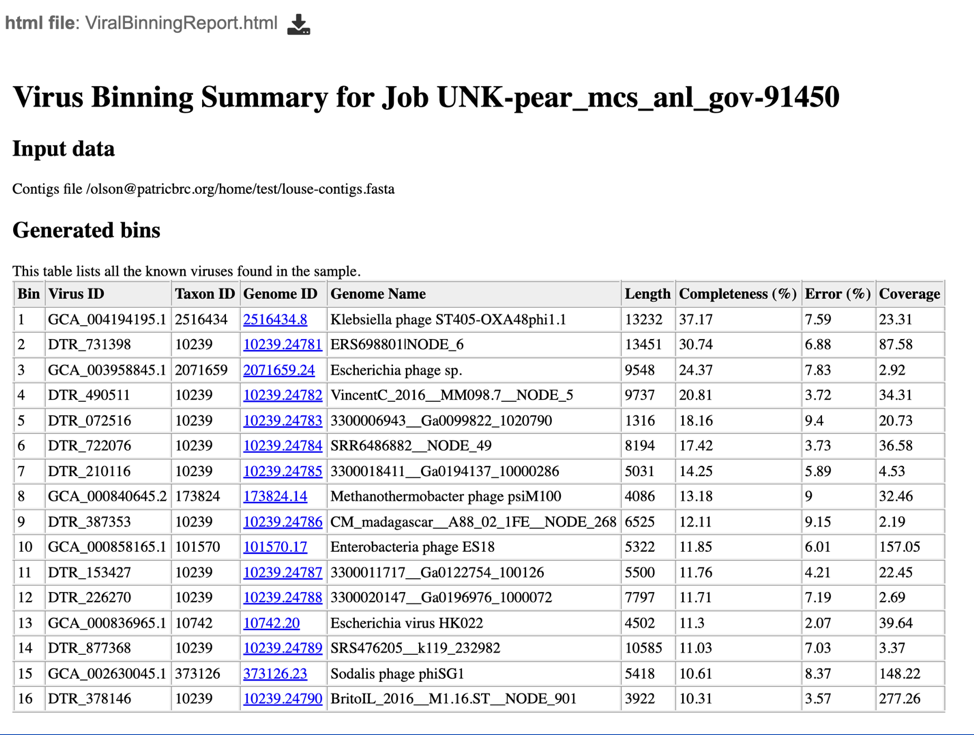 html file: ViralBinningReport.html
Virus Binning Summary for Job UNK-pear_mcs_anl_gov-91450
Input data
Contigs file /olson@patricbrc.org/home/test/louse-contigs.fasta
Generated bins
This table lists all the known viruses found in the sample.
Bin Virus ID Taxon ID Genome ID Genome Name Length Completeness (%) Error (%) Coverage
1 GCA_004194195.1 2516434 2516434.8 Klebsiella phage ST405-OXA48phi1.1 13232 37.17 7.59 23.31
2 DTR_731398 10239 10239.24781 ERS698801|NODE_6 13451 30.74 6.88 87.58
3 GCA_003958845.1 2071659 2071659.24 Escherichia phage sp. 9548 24.37 7.83 2.92
4 DTR_490511 10239 10239.24782 VincentC_2016__MM098.7__NODE_5 9737 20.81 3.72 34.31
5 DTR_072516 10239 10239.24783 3300006943__Ga0099822_1020790 1316 18.16 9.4 20.73
6 DTR_722076 10239 10239.24784 SRR6486882__NODE_49 8194 17.42 3.73 36.58
7 DTR_210116 10239 10239.24785 3300018411__Ga0194137_10000286 5031 14.25 5.89 4.53
8 GCA_000840645.2 173824 173824.14 Methanothermobacter phage psiM100 4086 13.18 9 32.46
9 DTR_387353 10239 10239.24786 CM_madagascar__A88_02_1FE__NODE_268 6525 12.11 9.15 2.19
10 GCA_000858165.1 101570 101570.17 Enterobacteria phage ES18 5322 11.85 6.01 157.05
11 DTR_153427 10239 10239.24787 3300011717__Ga0122754_100126 5500 11.76 4.21 22.45
12 DTR_226270 10239 10239.24788 3300020147__Ga0196976_1000072 7797 11.71 7.19 2.69
13 GCA_000836965.1 10742 10742.20 Escherichia virus HK022 4502 11.3 2.07 39.64
14 DTR_877368 10239 10239.24789 SRS476205__k119_232982 10585 11.03 7.03 3.37
15 GCA_002630045.1 373126 373126.23 Sodalis phage phiSG1 5418 10.61 8.37 148.22
16 DTR_378146 10239 10239.24790 BritoIL_2016__M1.16.ST__NODE_901 3922 10.31 3.57 277.26